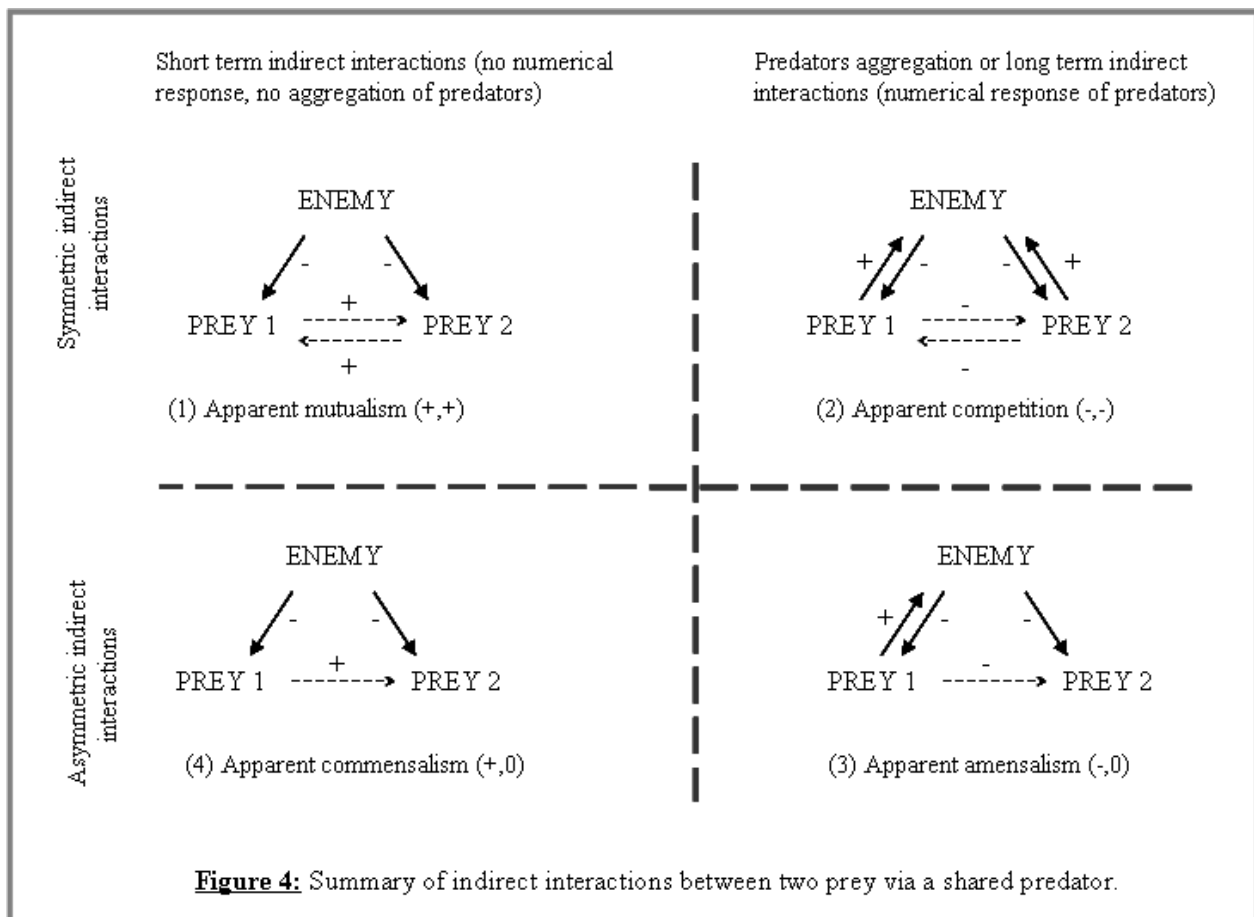 Short term indirect interactions (no numerical
response, no aggregation of predators)
Predators aggregation or long term indirect
interactions (numerical response of predators)
Symmetric indirect
interactions
ENEMY
- -
+
PREY 1 PREY 2
+
(1) Apparent mutualism (+,+)
ENEMY
+ - - +
-
PREY 1 PREY 2
-
(2) Apparent competition (-,-)
Asymmetric indirect
interactions
ENEMY
- -
+
PREY 1 PREY 2
(4) Apparent commensalism (+,0)
ENEMY
+ - -
-
PREY 1 PREY 2
(3) Apparent amensalism (-,0)
Figure 4: Summary of indirect interactions between two prey via a shared predator.